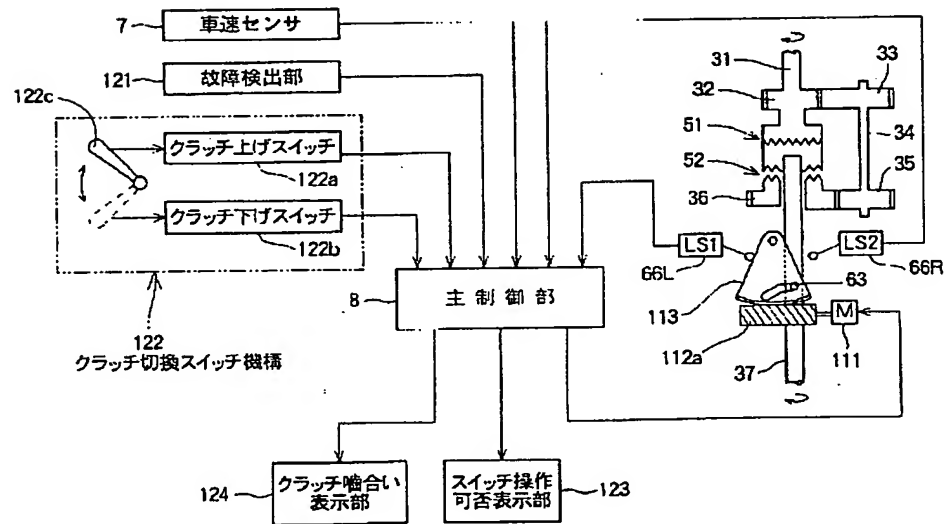 7
車速センサ
121
故障検出部
122c
クラッチ上げスイッチ
122a
クラッチ下げスイッチ
122b
122
クラッチ切換スイッチ機構
8
主制御部
124
クラッチ噛合い
表示部
スイッチ操作
可否表示部
123
31
32
33
51
34
52
35
36
LS1
66L
LS2
66R
63
113
M
112a
111
37